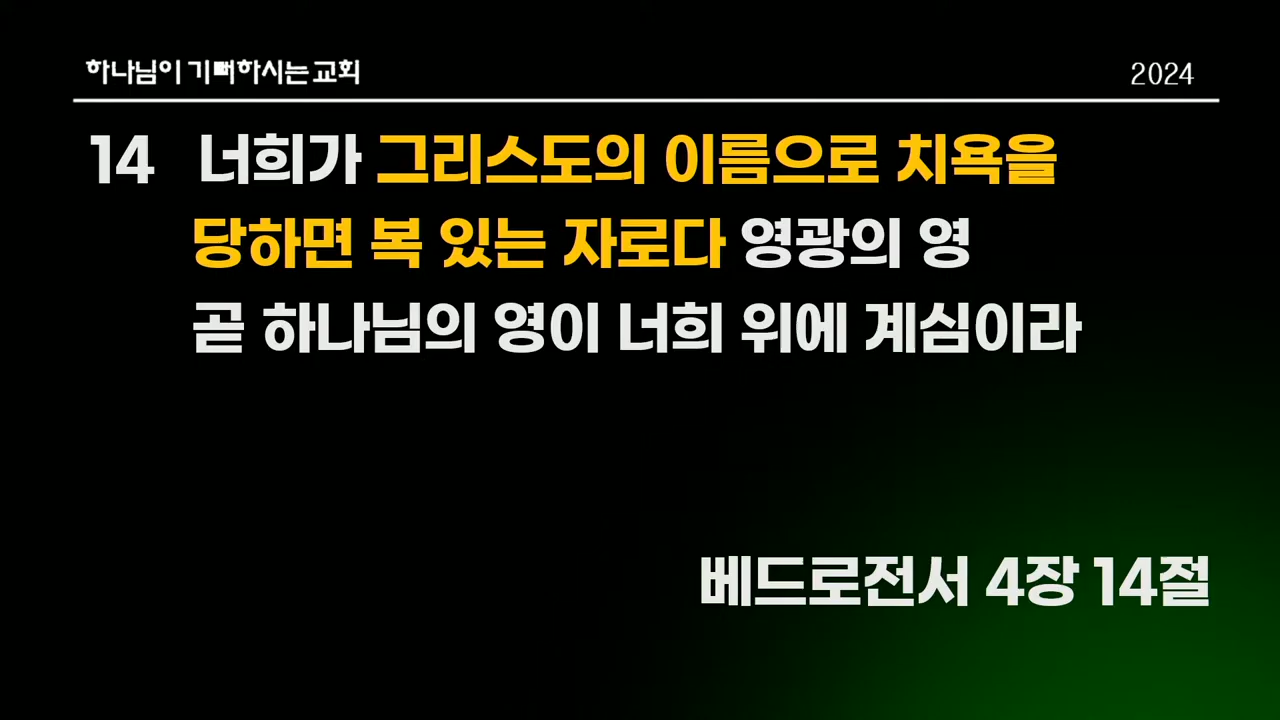 하나님이 기뻐하시는 교회
2024
14 너희가 그리스도의 이름으로 치욕을
당하면 복 있는 자로다 영광의 영
곧 하나님의 영이 너희 위에 계심이라
베드로전서 4장 14절